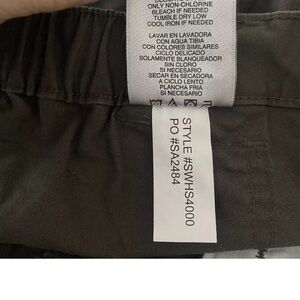 ONLY NON-CHLORINE
BLEACH IF NEEDED
TUMBLE DRY LOW
COOL IRON IF NEEDED
LAVAR EN LAVADORA
CON AGUA TIBIA
CON COLORES SIMILARES
CICLO DELICADO
SOLAMENTE BLANQUEADOR
SIN CLORO
SI NECESARIO
SECAR EN SECADORA
A CICLO LENTO
PLANCHA FRIA
SI NECESARIO
STYLE #SWHS4000
PO #SA2484